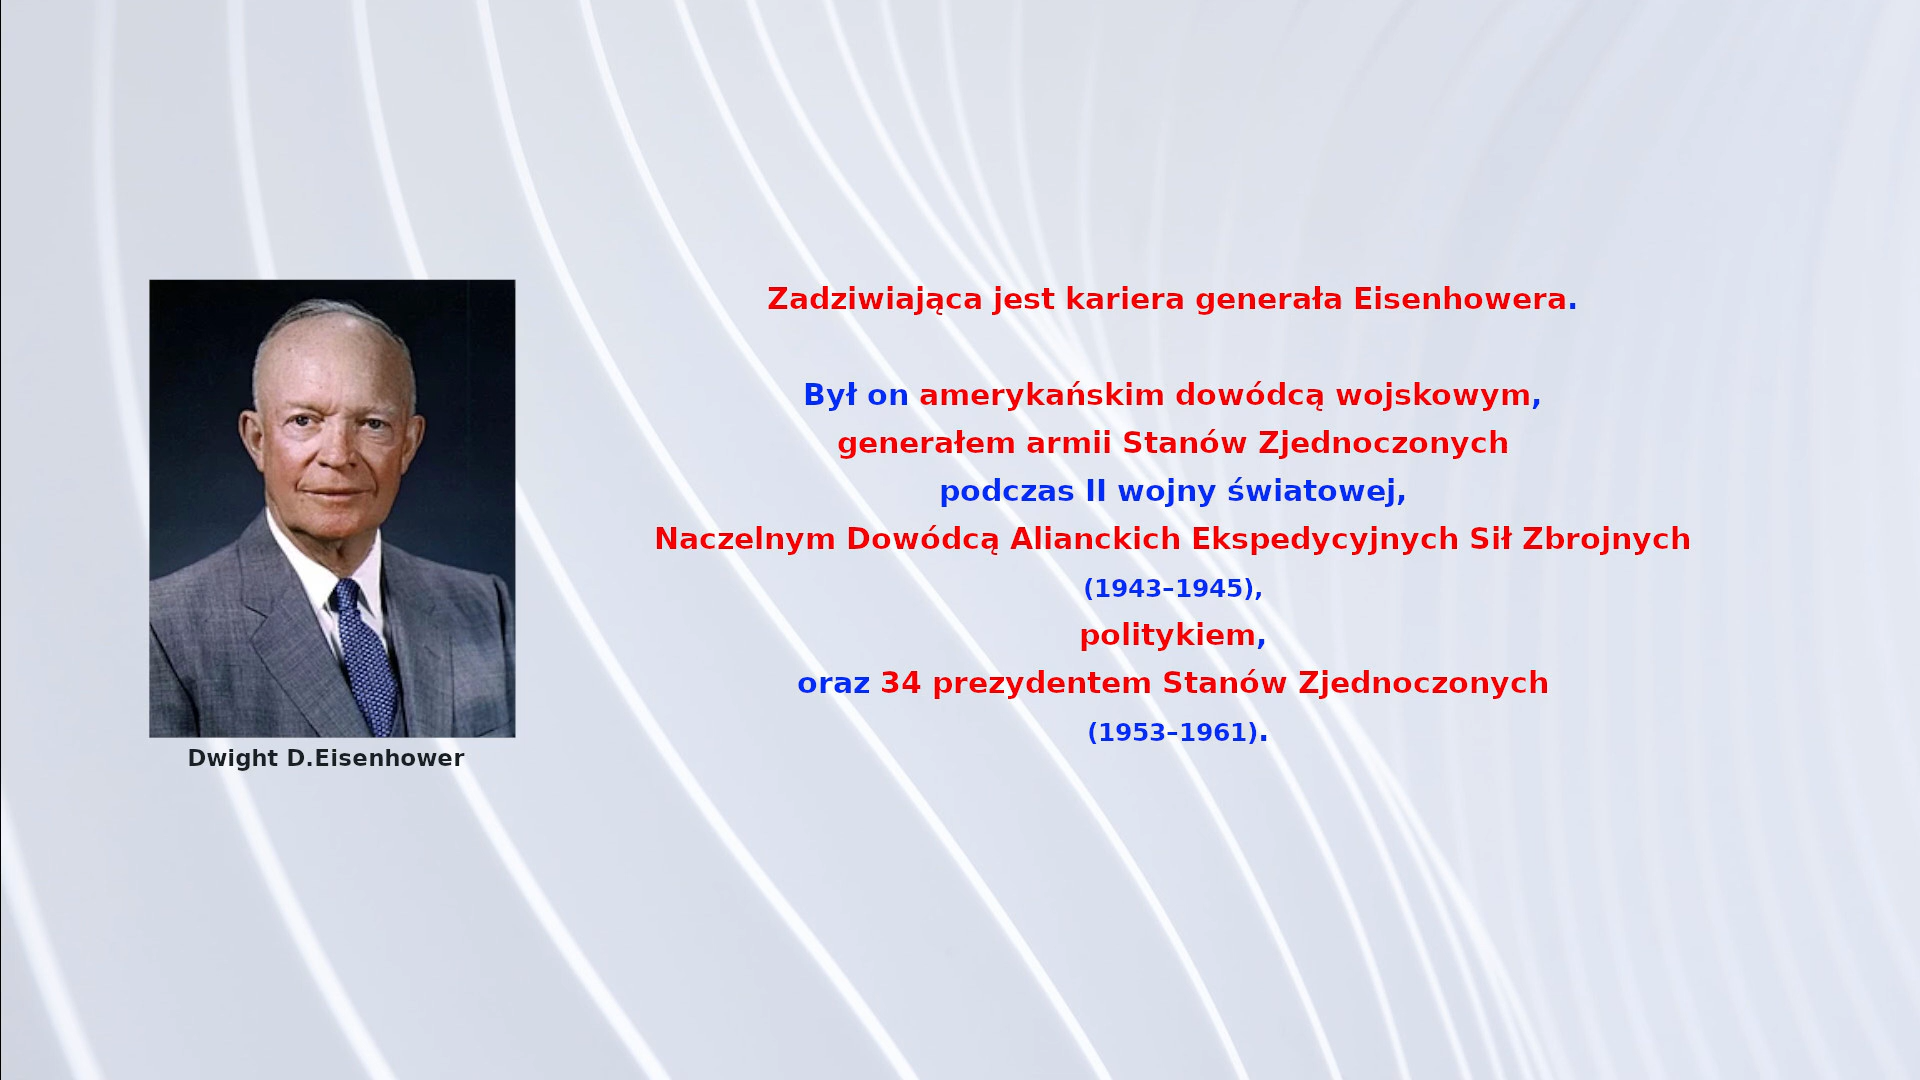 Zadziwiająca jest kariera generała Eisenhowera.
Był on amerykańskim dowódcą wojskowym,
generałem armii Stanów Zjednoczonych
podczas II wojny światowej,
Naczelnym Dowódcą Alianckich Ekspedycyjnych Sił Zbrojnych
(1943–1945),
politykiem,
oraz 34 prezydentem Stanów Zjednoczonych
(1953–1961).
Dwight D.Eisenhower